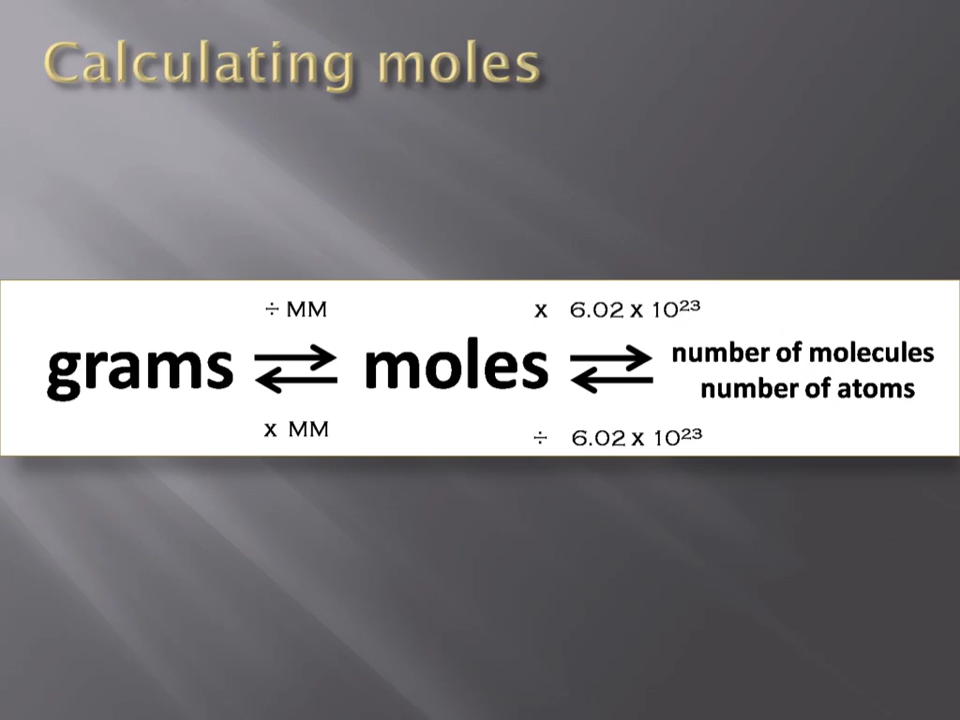 Calculating moles
÷ MM
x 6.02 x 10²³
grams ⇄ moles ⇄ number of molecules
number of atoms
x MM
÷ 6.02 x 10²³